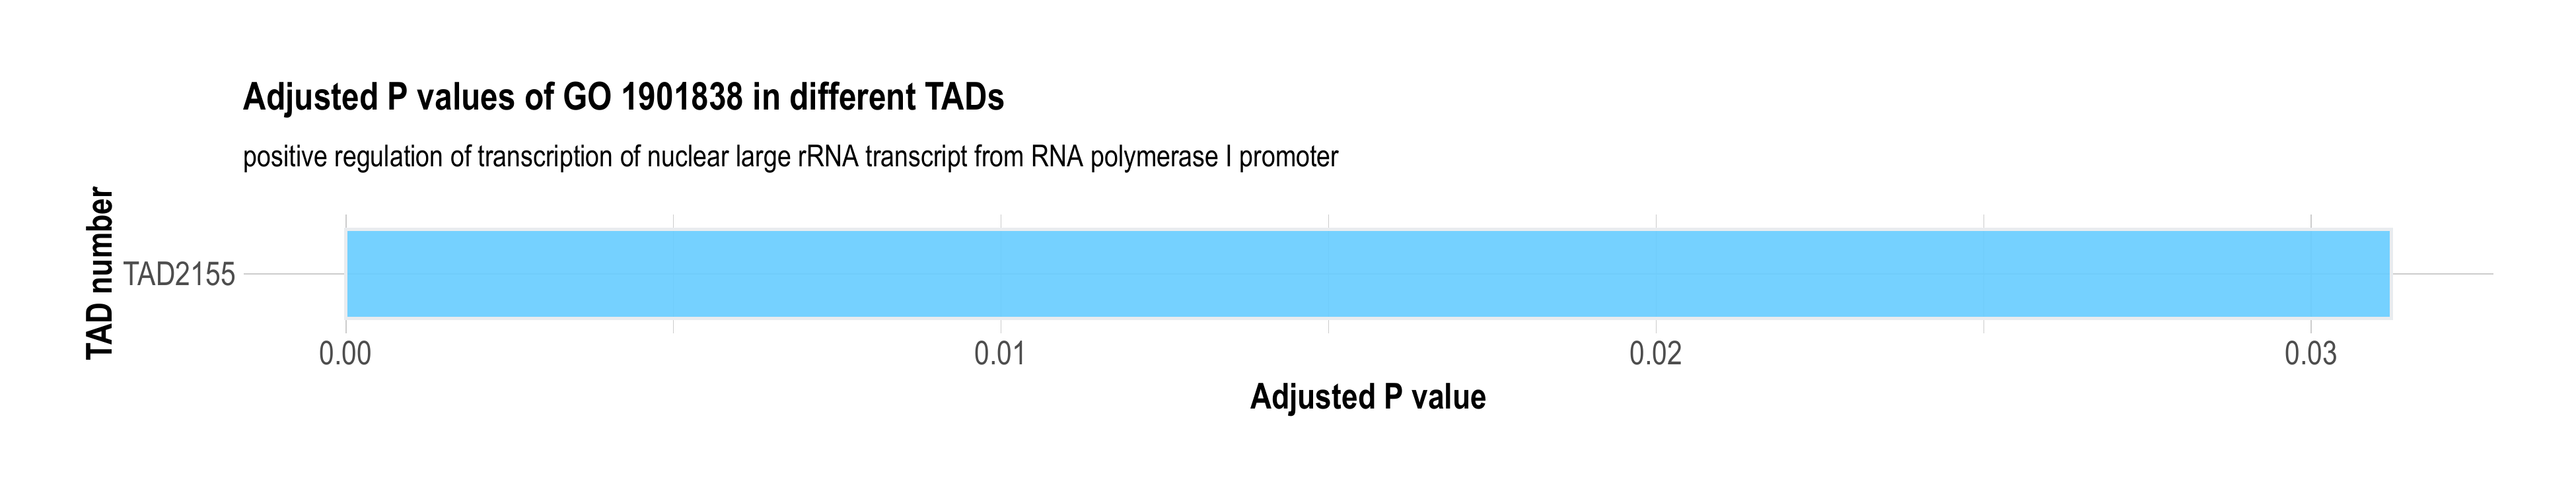 Adjusted P values of GO 1901838 in different TADs
positive regulation of transcription of nuclear large rRNA transcript from RNA polymerase I promoter
TAD number
TAD2155
0.00
0.01
0.02
0.03
Adjusted P value